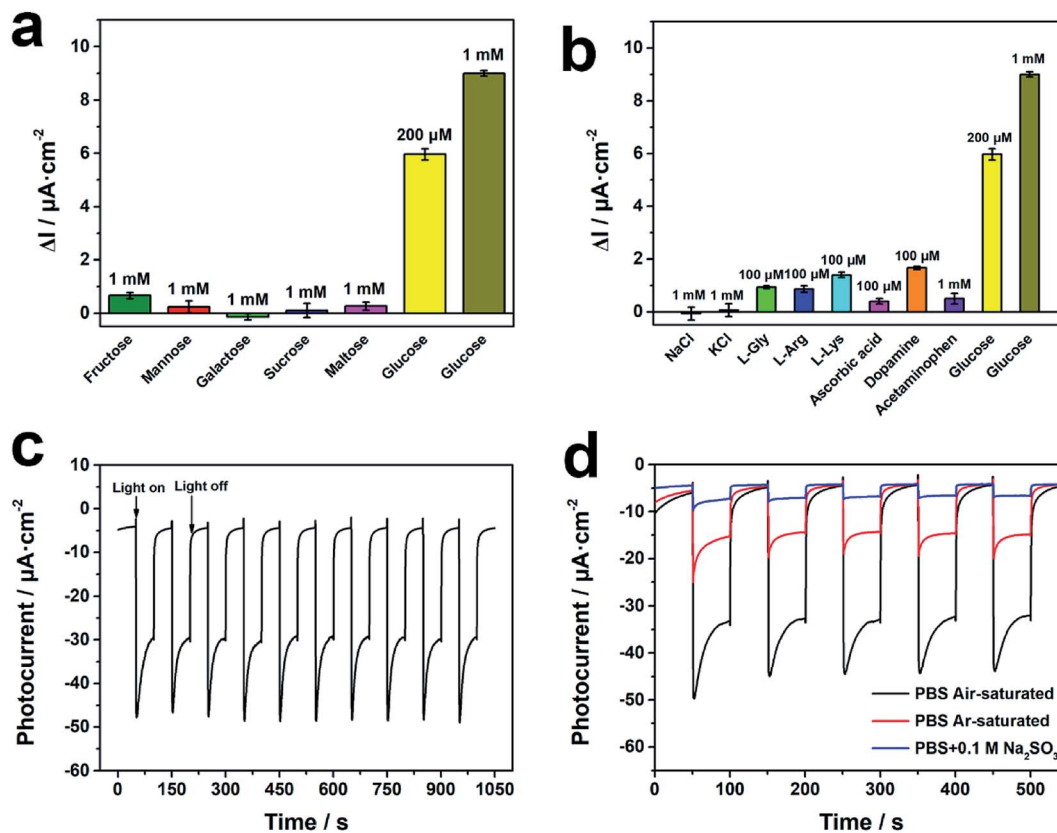 a
ΔI / μA·cm⁻²
10
8
6
4
2
0
1 mM
1 mM
1 mM
1 mM
1 mM
200 μM
1 mM
Fructose
Mannose
Galactose
Sucrose
Maltose
Glucose
Glucose
b
ΔI / μA·cm⁻²
10
8
6
4
2
0
1 mM
1 mM
100 μM
100 μM
100 μM
100 μM
100 μM
1 mM
200 μM
1 mM
NaCl
KCl
L-Gly
L-Arg
L-Lys
Ascorbic acid
Dopamine
Acetaminophen
Glucose
Glucose
c
Photocurrent / μA·cm⁻²
10
0
-10
-20
-30
-40
-50
-60
Light on
Light off
0 150 300 450 600 750 900 1050
Time / s
d
Photocurrent / μA·cm⁻²
0
-10
-20
-30
-40
-50
-60
PBS Air-saturated
PBS Ar-saturated
PBS+0.1 M Na₂SO₃
0 100 200 300 400 500
Time / s